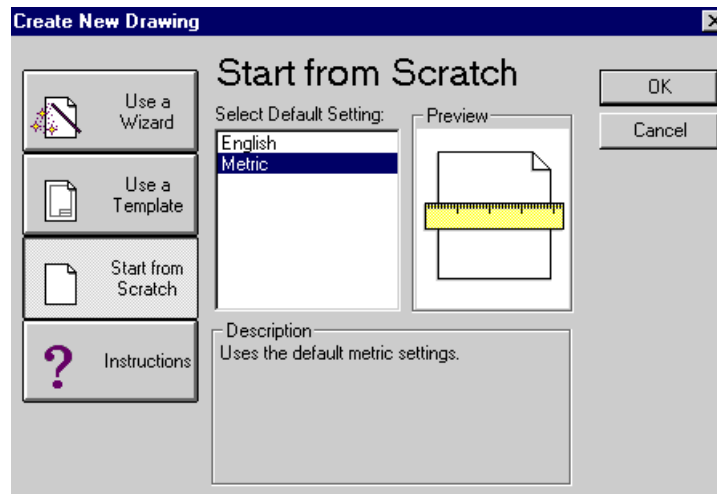 Create New Drawing
Use a
Wizard
Use a
Template
Start from
Scratch
Instructions
Start from Scratch
Select Default Setting:
English
Metric
Preview
Description
Uses the default metric settings.
OK
Cancel